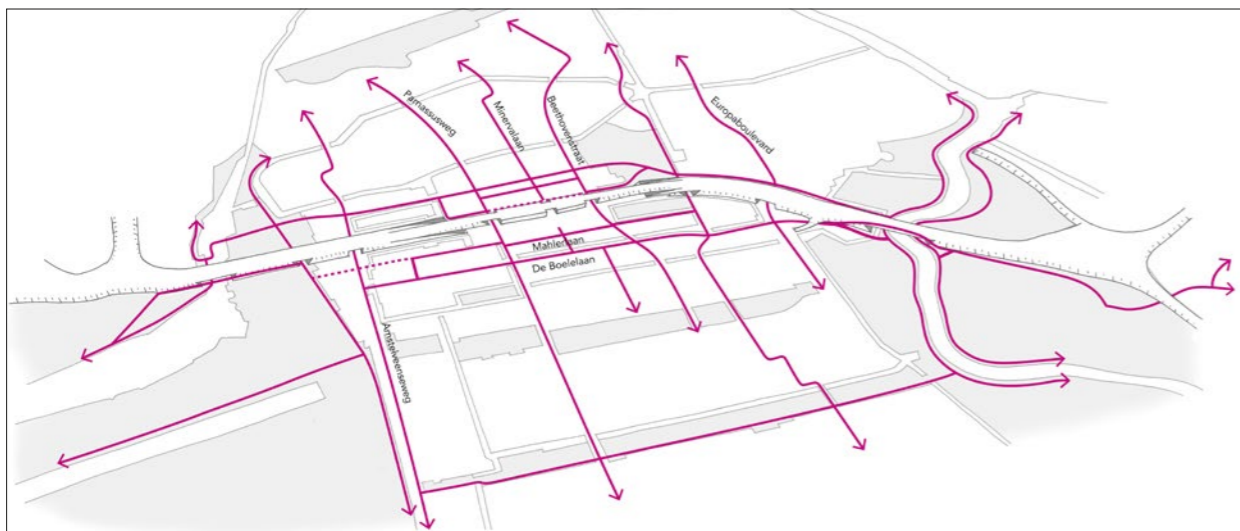 Parnassusweg
Minervalaan
Beethovenstraat
Europaboulevard
Mahlerlaan
De Boelelaan
Amstelveenseweg